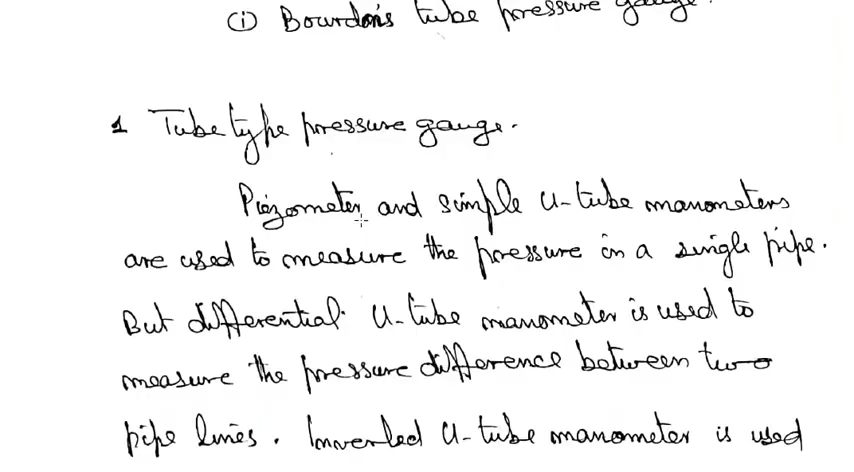 (i) Bourdon's tube pressure gauge.
1 Tube type pressure gauge.
Piezometer and simple U-tube manometers
are used to measure the pressure in a single pipe.
But differential U-tube manometer is used to
measure the pressure difference between two
pipe lines. Inverted U-tube manometer is used